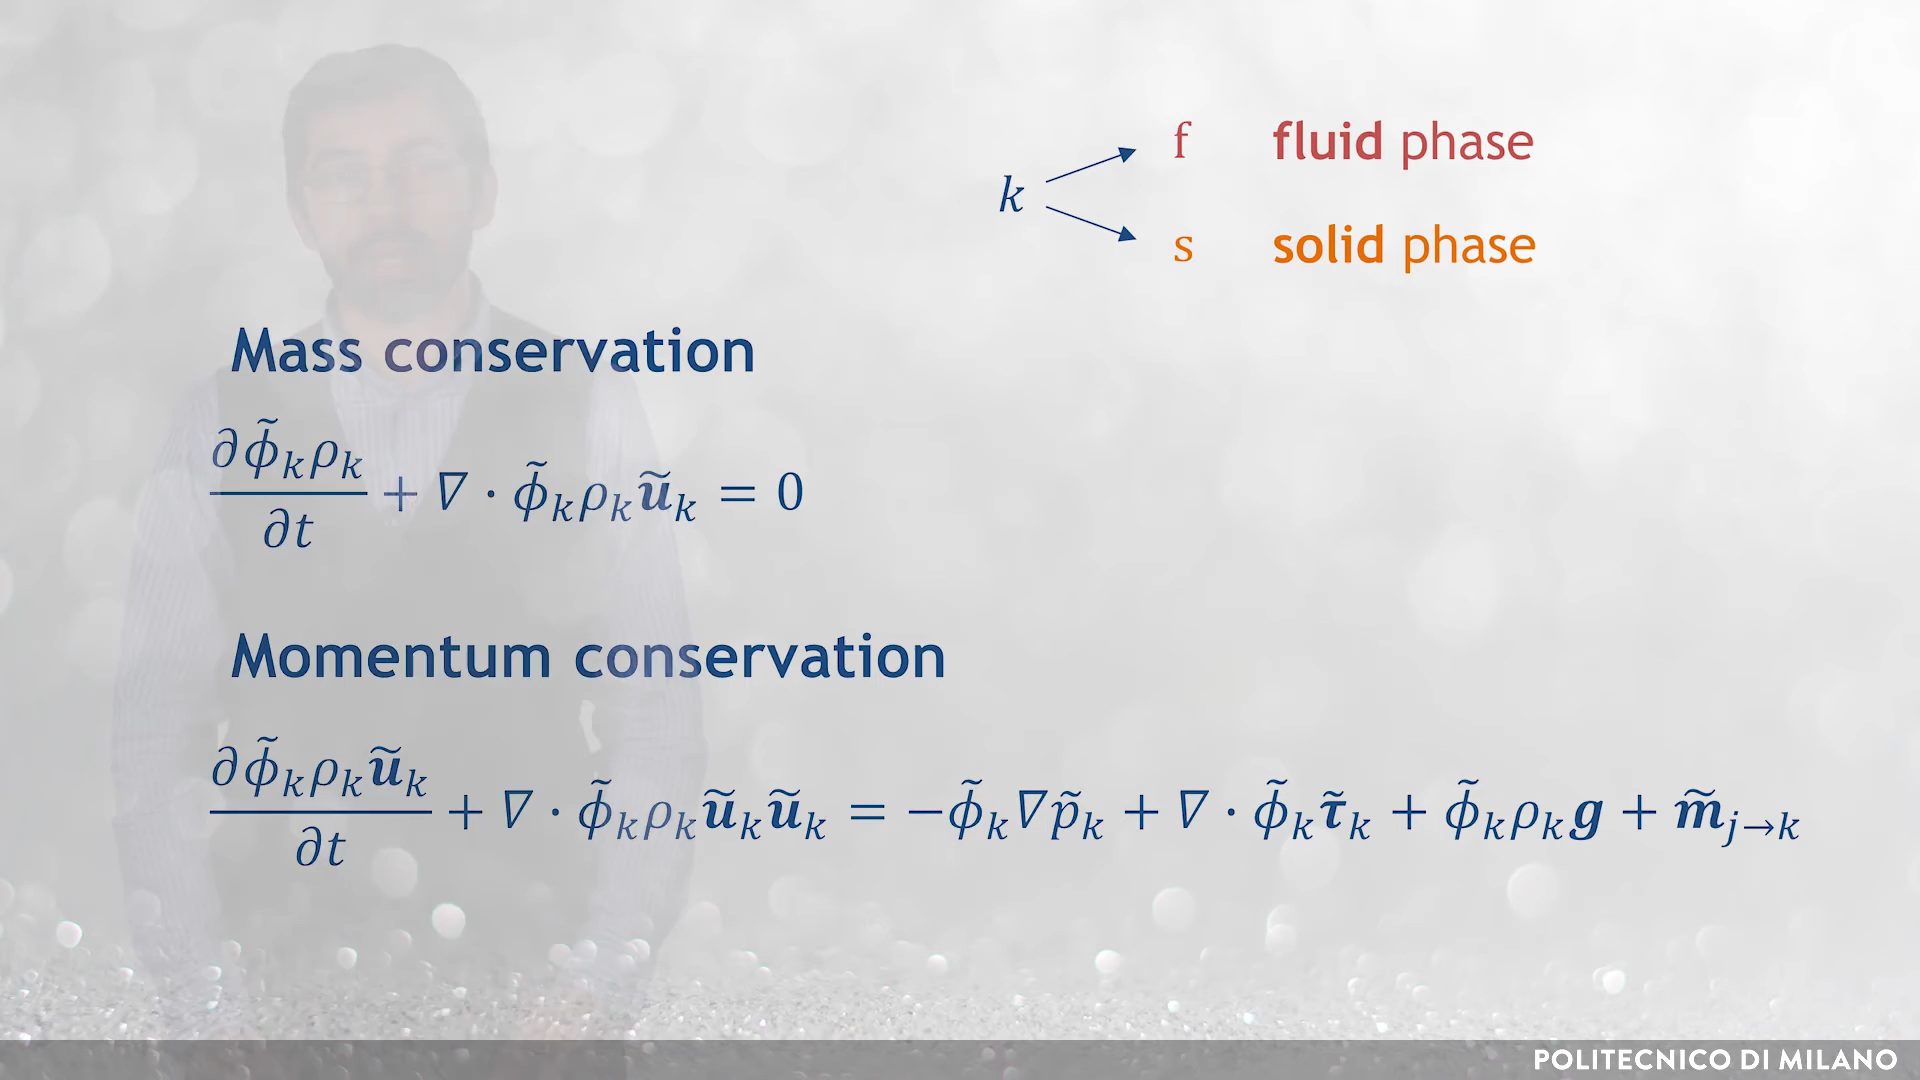 f fluid phase
k
s solid phase
Mass conservation
∂ϕ̃ₖρₖ/∂t + ∇ · ϕ̃ₖρₖũₖ = 0
Momentum conservation
∂ϕ̃ₖρₖũₖ/∂t + ∇ · ϕ̃ₖρₖũₖũₖ = −ϕ̃ₖ∇p̃ₖ + ∇ · ϕ̃ₖτ̃ₖ + ϕ̃ₖρₖg + m̃ⱼ→ₖ
POLITECNICO DI MILANO